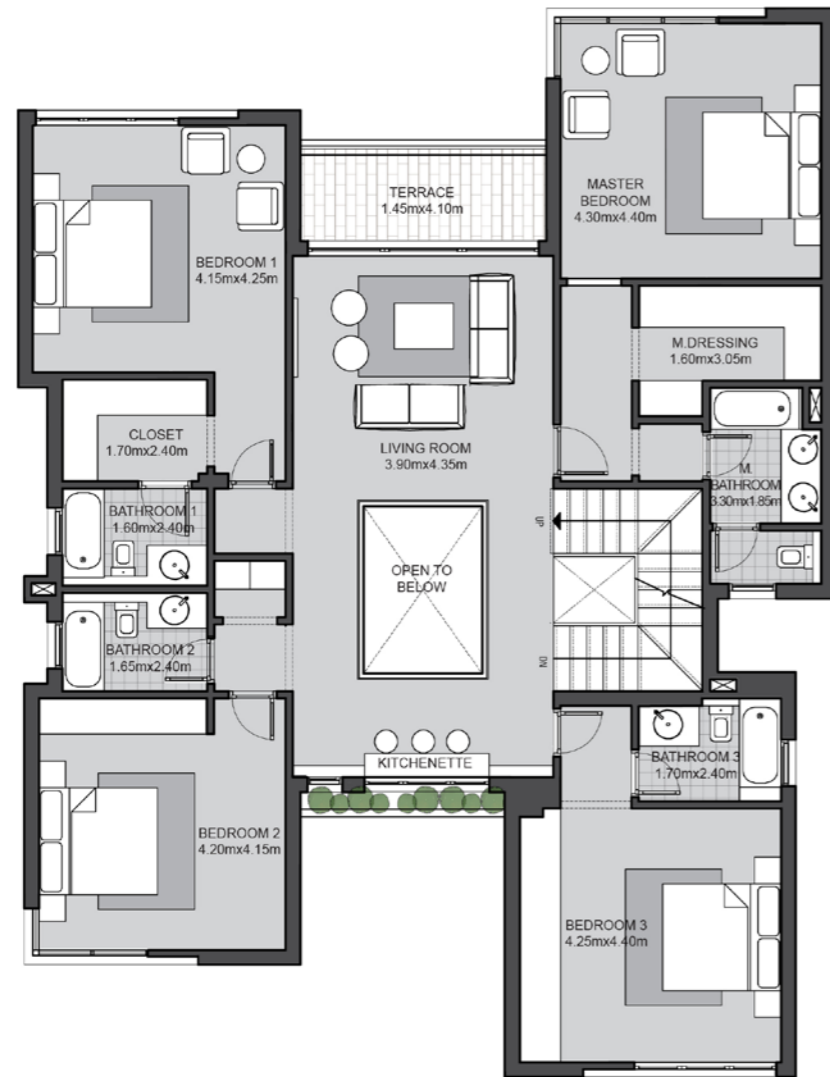 MASTER
BEDROOM
4.30mx4.40m
TERRACE
1.45mx4.10m
BEDROOM 1
4.15mx4.25m
M.DRESSING
1.60mx3.05m
CLOSET
1.70mx2.40m
LIVING ROOM
3.90mx4.35m
M.
BATHROOM
3.30mx1.85m
BATHROOM 1
1.60mx2.40m
UP
OPEN TO
BELOW
BATHROOM 2
1.65mx2.40m
DN
KITCHENETTE
BATHROOM 3
1.70mx2.40m
BEDROOM 2
4.20mx4.15m
BEDROOM 3
4.25mx4.40m